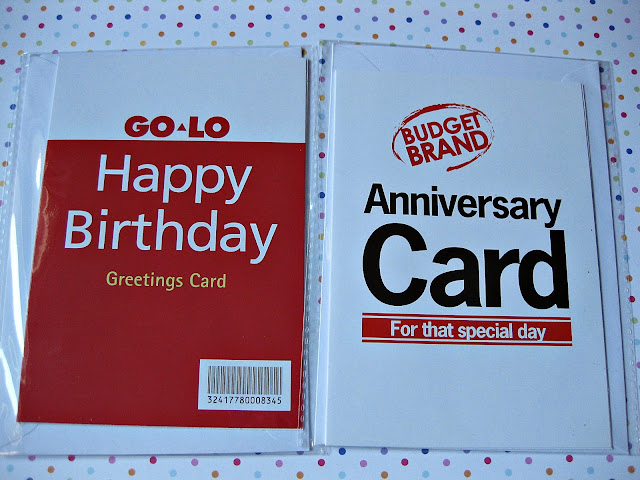 GO▲LO
Happy
Birthday
Greetings Card
32417780008345
BUDGET
BRAND
Anniversary
Card
For that special day